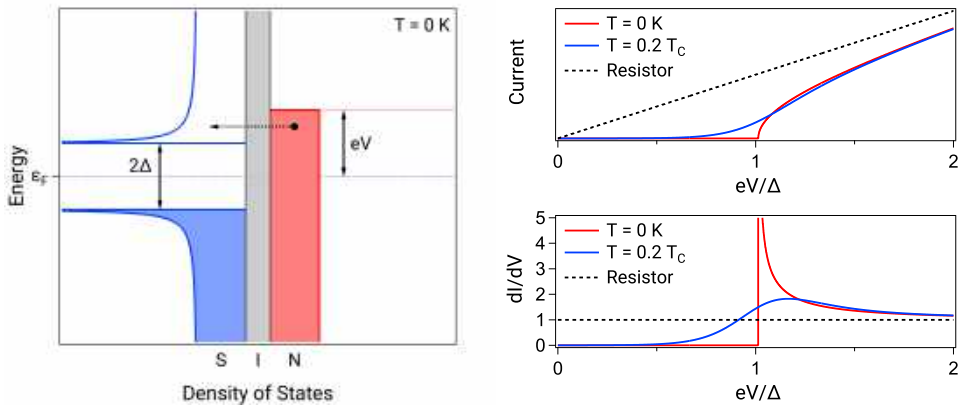 T = 0 K
Energy
2Δ
ε_F
eV
S I N
Density of States
T = 0 K
T = 0.2 T_C
Resistor
Current
0 1 2
eV/Δ
5
4
3
2
1
0
T = 0 K
T = 0.2 T_C
Resistor
dI/dV
0 1 2
eV/Δ